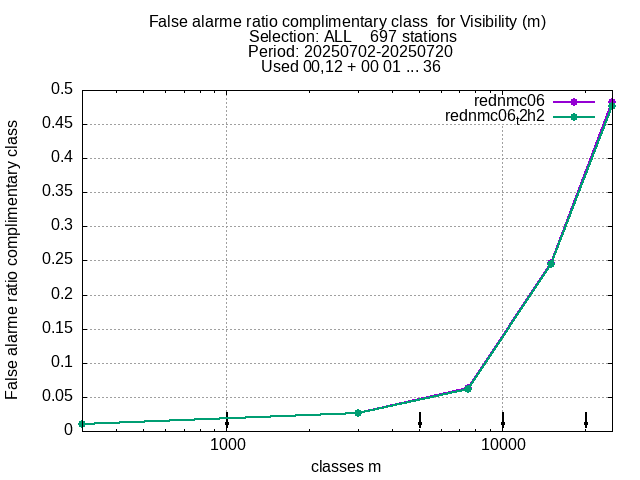 False alarme ratio complimentary class  for Visibility (m)
Selection: ALL    697 stations
Period: 20250702-20250720
Used 00,12 + 00 01 ... 36
rednmc06
rednmc06,2h2
False alarme ratio complimentary class
0.5
0.45
0.4
0.35
0.3
0.25
0.2
0.15
0.1
0.05
0
1000
10000
classes m